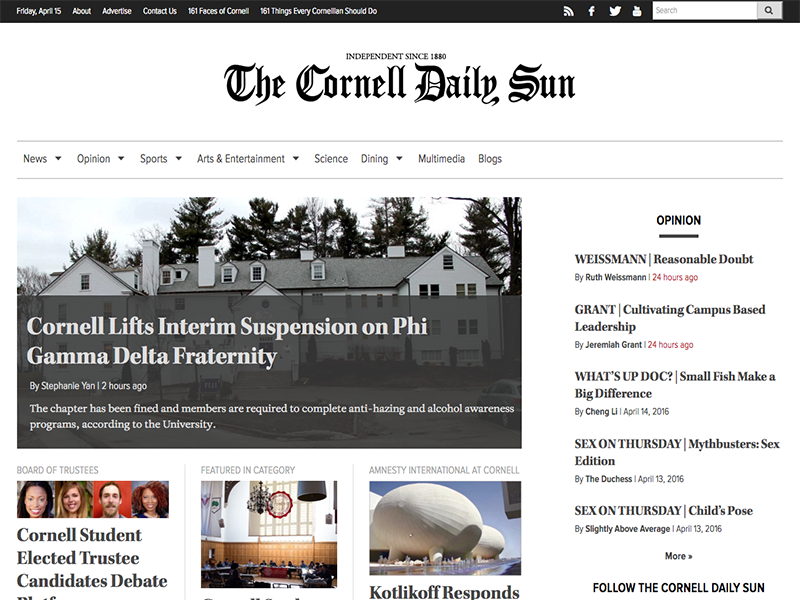 Friday, April 15 About Advertise Contact Us 161 Faces of Cornell 161 Things Every Cornellian Should Do
Search
INDEPENDENT SINCE 1880
The Cornell Daily Sun
News Opinion Sports Arts & Entertainment Science Dining Multimedia Blogs
Cornell Lifts Interim Suspension on Phi
Gamma Delta Fraternity
By Stephanie Yan | 2 hours ago
The chapter has been fined and members are required to complete anti-hazing and alcohol awareness
programs, according to the University.
BOARD OF TRUSTEES
Cornell Student
Elected Trustee
Candidates Debate
FEATURED IN CATEGORY
AMNESTY INTERNATIONAL AT CORNELL
Kotlikoff Responds
OPINION
WEISSMANN | Reasonable Doubt
By Ruth Weissmann | 24 hours ago
GRANT | Cultivating Campus Based
Leadership
By Jeremiah Grant | 24 hours ago
WHAT'S UP DOC? | Small Fish Make a
Big Difference
By Cheng Li | April 14, 2016
SEX ON THURSDAY | Mythbusters: Sex
Edition
By The Duchess | April 13, 2016
SEX ON THURSDAY | Child's Pose
By Slightly Above Average | April 13, 2016
More »
FOLLOW THE CORNELL DAILY SUN